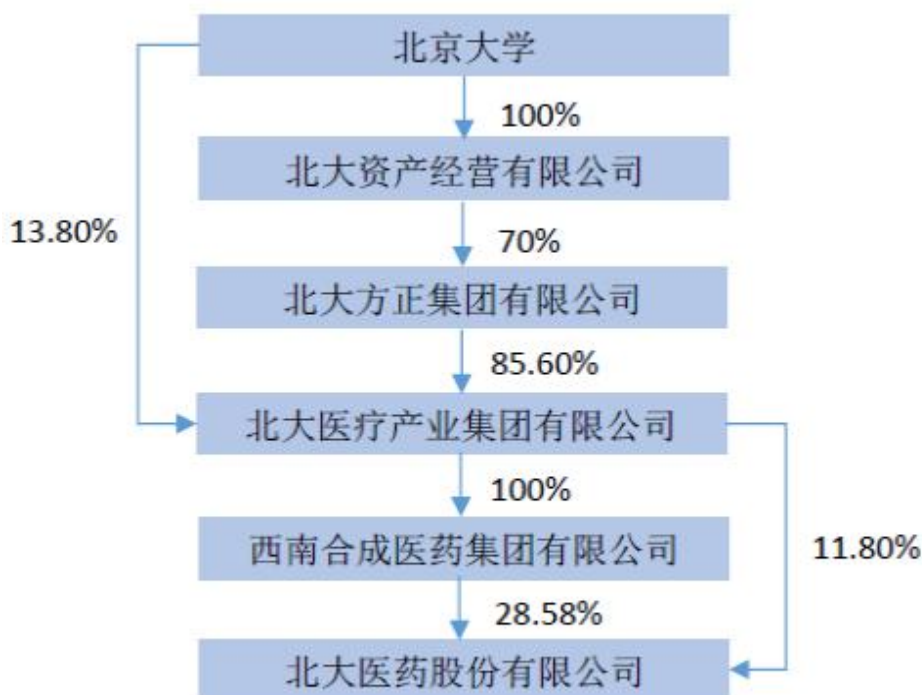 北京大学
100%
北大资产经营有限公司
13.80%
70%
北大方正集团有限公司
85.60%
北大医疗产业集团有限公司
100%
西南合成医药集团有限公司
11.80%
28.58%
北大医药股份有限公司